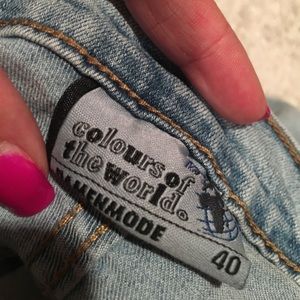 colours of
the world.
DAMENMODE
40